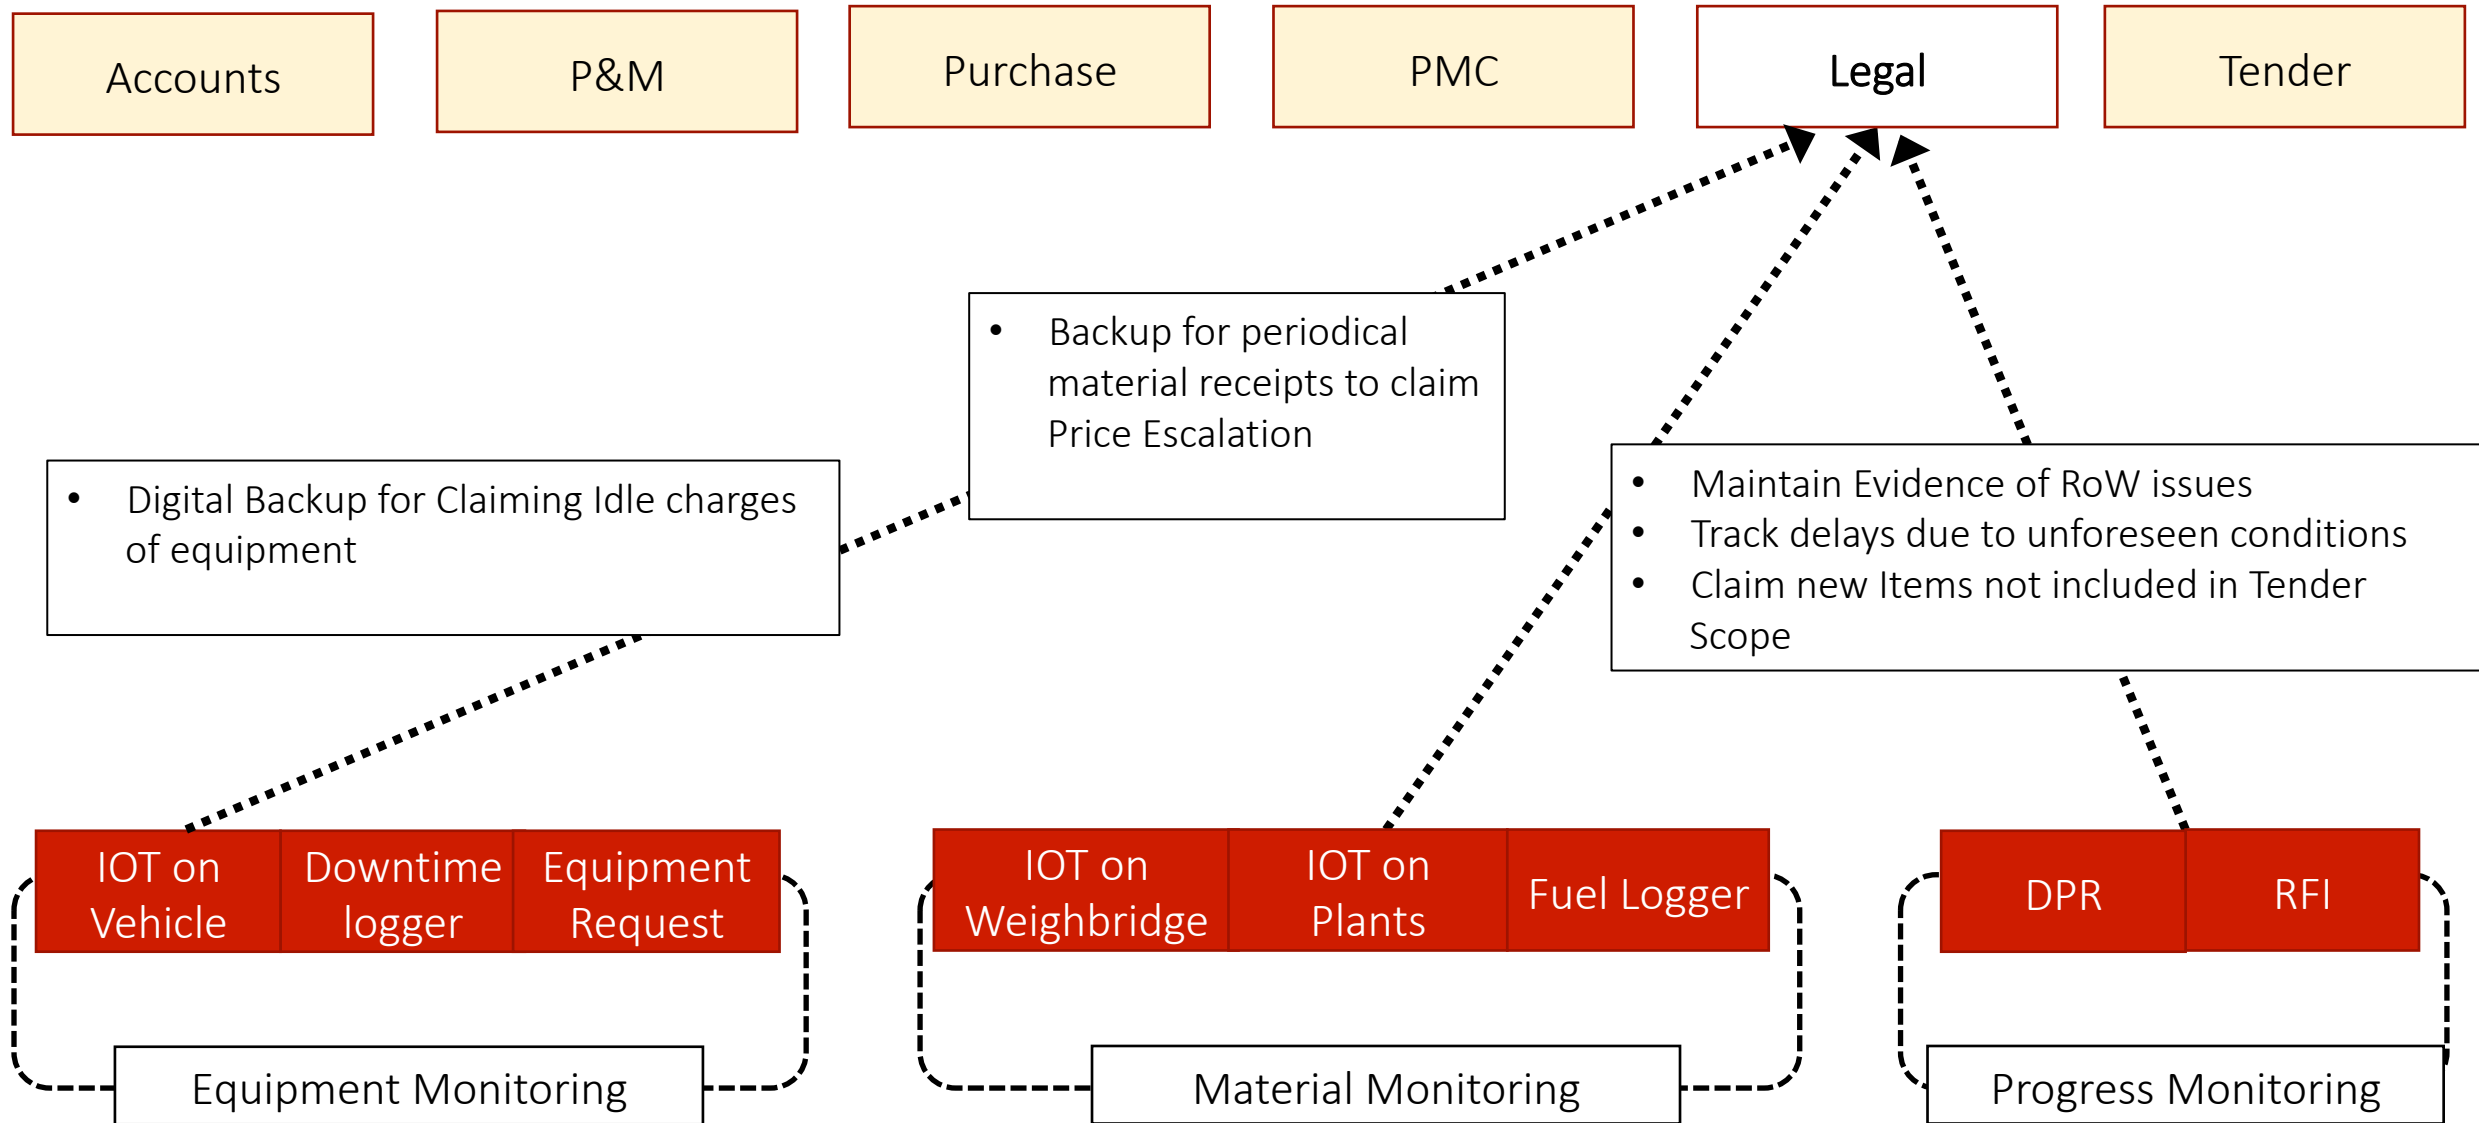 Accounts
P&M
Purchase
PMC
Legal
Tender
• Backup for periodical
material receipts to claim
Price Escalation
• Digital Backup for Claiming Idle charges
of equipment
• Maintain Evidence of RoW issues
• Track delays due to unforeseen conditions
• Claim new Items not included in Tender
Scope
IOT on
Vehicle
Downtime
logger
Equipment
Request
IOT on
Weighbridge
IOT on
Plants
Fuel Logger
DPR
RFI
Equipment Monitoring
Material Monitoring
Progress Monitoring